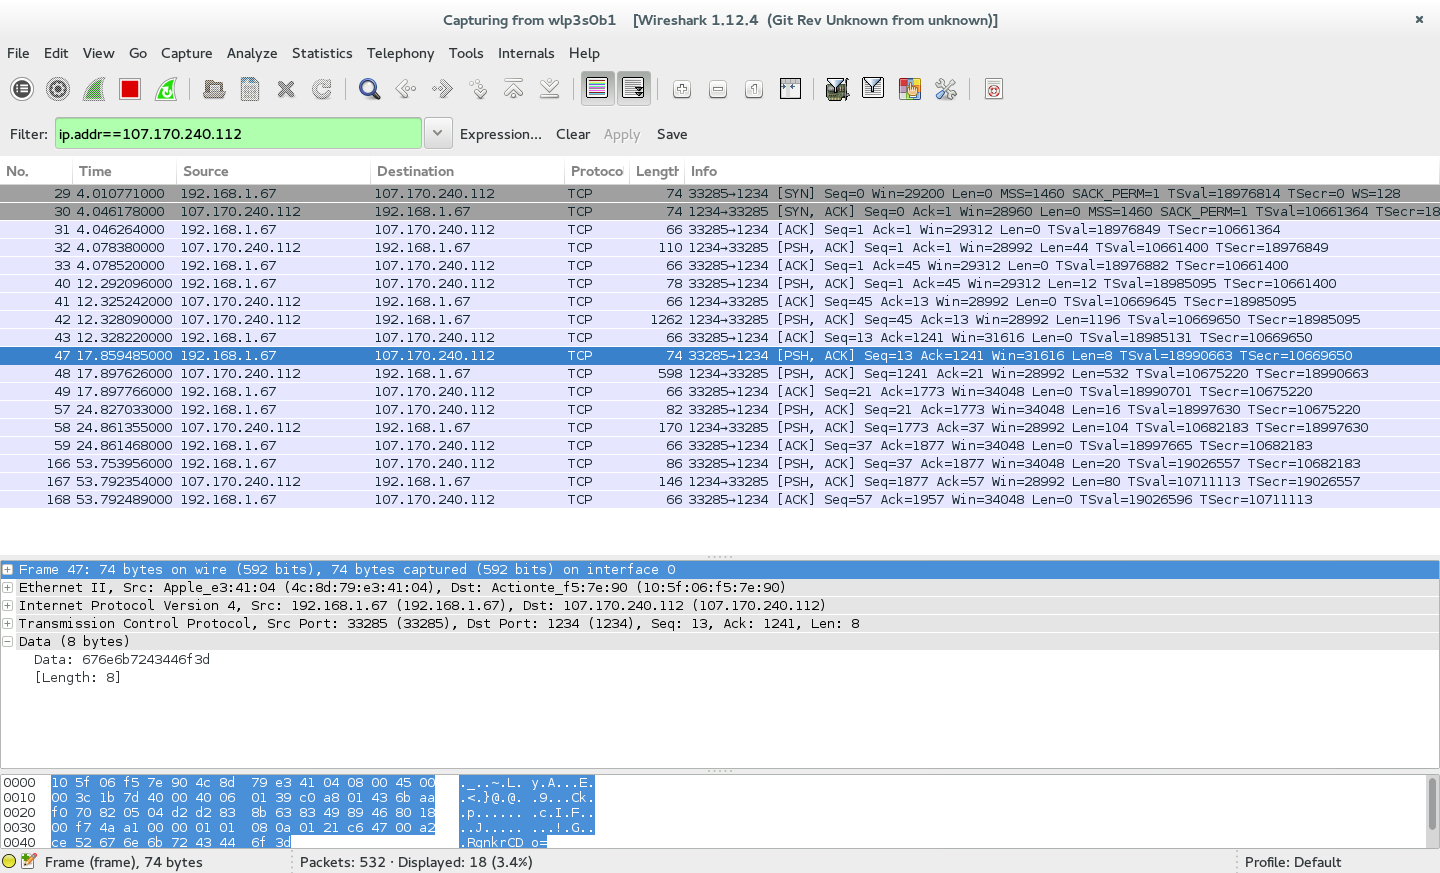 Capturing from wlp3s0b1 [Wireshark 1.12.4 (Git Rev Unknown from unknown)]
File Edit View Go Capture Analyze Statistics Telephony Tools Internals Help
Filter: ip.addr==107.170.240.112 Expression... Clear Apply Save
No. Time Source Destination Protoco Length Info
29 4.010771000 192.168.1.67 107.170.240.112 TCP 74 33285→1234 [SYN] Seq=0 Win=29200 Len=0 MSS=1460 SACK_PERM=1 TSval=18976814 TSecr=0 WS=128
30 4.046178000 107.170.240.112 192.168.1.67 TCP 74 1234→33285 [SYN, ACK] Seq=0 Ack=1 Win=28960 Len=0 MSS=1460 SACK_PERM=1 TSval=10661364 TSecr=18
31 4.046264000 192.168.1.67 107.170.240.112 TCP 66 33285→1234 [ACK] Seq=1 Ack=1 Win=29312 Len=0 TSval=18976849 TSecr=10661364
32 4.078380000 107.170.240.112 192.168.1.67 TCP 110 1234→33285 [PSH, ACK] Seq=1 Ack=1 Win=28992 Len=44 TSval=10661400 TSecr=18976849
33 4.078520000 192.168.1.67 107.170.240.112 TCP 66 33285→1234 [ACK] Seq=1 Ack=45 Win=29312 Len=0 TSval=18976882 TSecr=10661400
40 12.292096000 192.168.1.67 107.170.240.112 TCP 78 33285→1234 [PSH, ACK] Seq=1 Ack=45 Win=29312 Len=12 TSval=18985095 TSecr=10661400
41 12.325242000 107.170.240.112 192.168.1.67 TCP 66 1234→33285 [ACK] Seq=45 Ack=13 Win=28992 Len=0 TSval=10669645 TSecr=18985095
42 12.328090000 107.170.240.112 192.168.1.67 TCP 1262 1234→33285 [PSH, ACK] Seq=45 Ack=13 Win=28992 Len=1196 TSval=10669650 TSecr=18985095
43 12.328220000 192.168.1.67 107.170.240.112 TCP 66 33285→1234 [ACK] Seq=13 Ack=1241 Win=31616 Len=0 TSval=18985131 TSecr=10669650
47 17.859485000 192.168.1.67 107.170.240.112 TCP 74 33285→1234 [PSH, ACK] Seq=13 Ack=1241 Win=31616 Len=8 TSval=18990663 TSecr=10669650
48 17.897626000 107.170.240.112 192.168.1.67 TCP 598 1234→33285 [PSH, ACK] Seq=1241 Ack=21 Win=28992 Len=532 TSval=10675220 TSecr=18990663
49 17.897766000 192.168.1.67 107.170.240.112 TCP 66 33285→1234 [ACK] Seq=21 Ack=1773 Win=34048 Len=0 TSval=18990701 TSecr=10675220
57 24.827033000 192.168.1.67 107.170.240.112 TCP 82 33285→1234 [PSH, ACK] Seq=21 Ack=1773 Win=34048 Len=16 TSval=18997630 TSecr=10675220
58 24.861355000 107.170.240.112 192.168.1.67 TCP 170 1234→33285 [PSH, ACK] Seq=1773 Ack=37 Win=28992 Len=104 TSval=10682183 TSecr=18997630
59 24.861468000 192.168.1.67 107.170.240.112 TCP 66 33285→1234 [ACK] Seq=37 Ack=1877 Win=34048 Len=0 TSval=18997665 TSecr=10682183
166 53.753956000 192.168.1.67 107.170.240.112 TCP 86 33285→1234 [PSH, ACK] Seq=37 Ack=1877 Win=34048 Len=20 TSval=19026557 TSecr=10682183
167 53.792354000 107.170.240.112 192.168.1.67 TCP 146 1234→33285 [PSH, ACK] Seq=1877 Ack=57 Win=28992 Len=80 TSval=10711113 TSecr=19026557
168 53.792489000 192.168.1.67 107.170.240.112 TCP 66 33285→1234 [ACK] Seq=57 Ack=1957 Win=34048 Len=0 TSval=19026596 TSecr=10711113
Frame 47: 74 bytes on wire (592 bits), 74 bytes captured (592 bits) on interface 0
Ethernet II, Src: Apple_e3:41:04 (4c:8d:79:e3:41:04), Dst: Actionte_f5:7e:90 (10:5f:06:f5:7e:90)
Internet Protocol Version 4, Src: 192.168.1.67 (192.168.1.67), Dst: 107.170.240.112 (107.170.240.112)
Transmission Control Protocol, Src Port: 33285 (33285), Dst Port: 1234 (1234), Seq: 13, Ack: 1241, Len: 8
Data (8 bytes)
Data: 676e6b7243446f3d
[Length: 8]
0000 10 5f 06 f5 7e 90 4c 8d 79 e3 41 04 08 00 45 00 ._..~.L. y.A...E.
0010 00 3c 1b 7d 40 00 40 06 01 39 c0 a8 01 43 6b aa .<.}@.@. .9...Ck.
0020 f0 70 82 05 04 d2 d2 83 8b 63 83 49 89 46 80 18 .p...... .c.I.F..
0030 00 f7 4a a1 00 00 01 01 08 0a 01 21 c6 47 00 a2 ..J..... ...!.G..
0040 ce 52 67 6e 6b 72 43 44 6f 3d .RgnkrCD o=
Frame (frame), 74 bytes Packets: 532 · Displayed: 18 (3.4%) Profile: Default